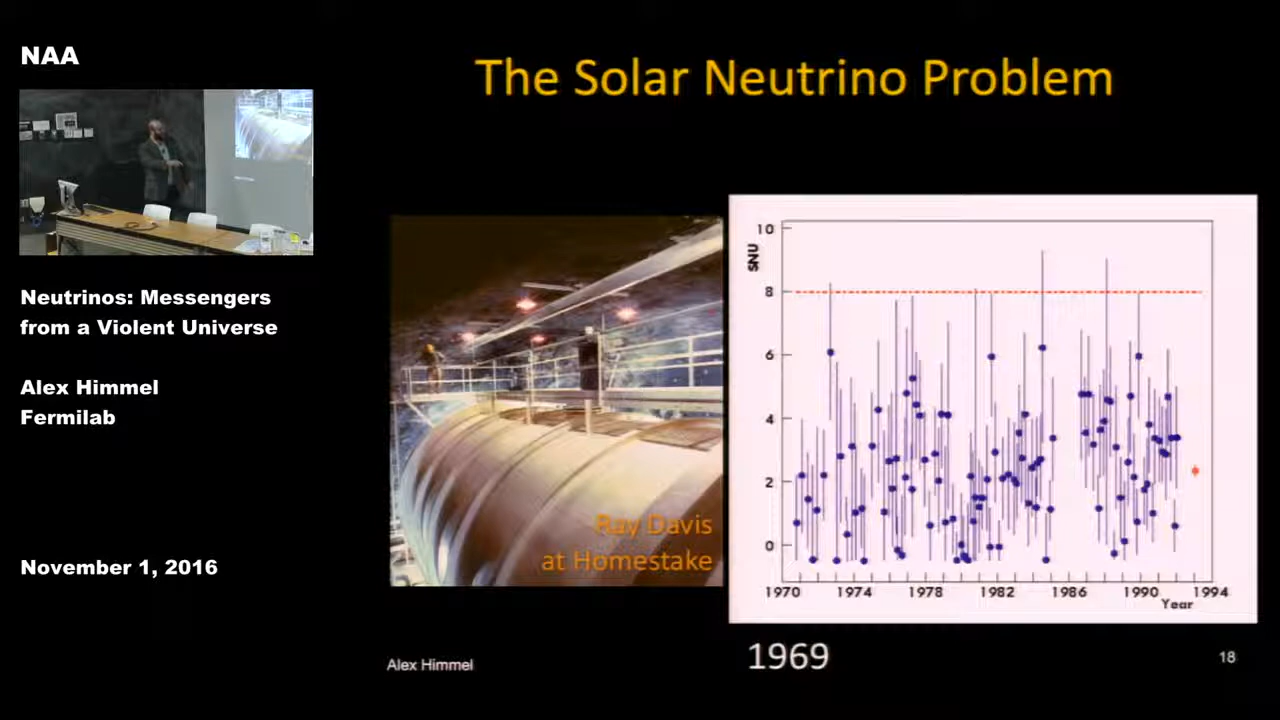 NAA
Neutrinos: Messengers
from a Violent Universe
Alex Himmel
Fermilab
November 1, 2016
The Solar Neutrino Problem
Ray Davis
at Homestake
SNU
10
8
6
4
2
0
1970 1974 1978 1982 1986 1990 1994
Year
Alex Himmel
1969
18